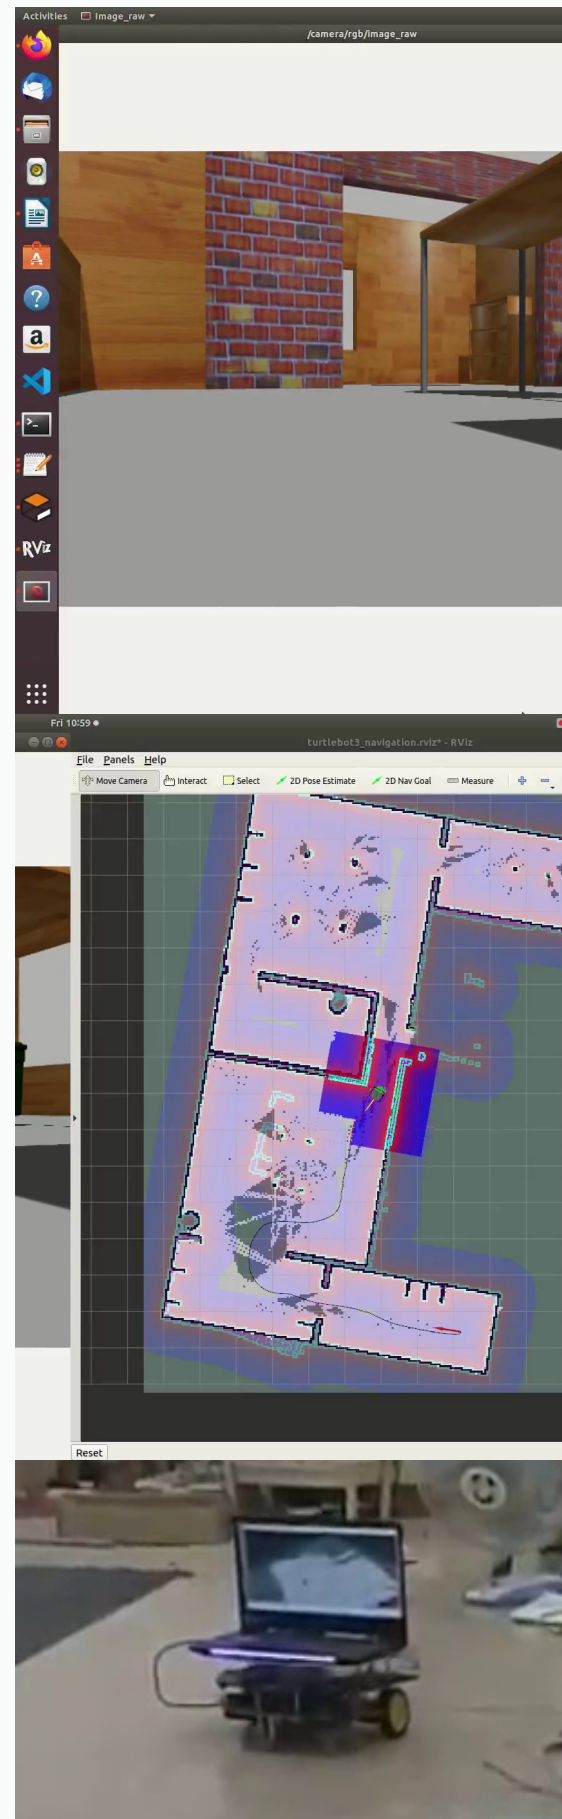 Activities Image_raw
/camera/rgb/image_raw
RViz
Fri 10:59
turtlebot3_navigation.rviz* - RViz
File Panels Help
Move Camera Interact Select 2D Pose Estimate 2D Nav Goal Measure
Reset